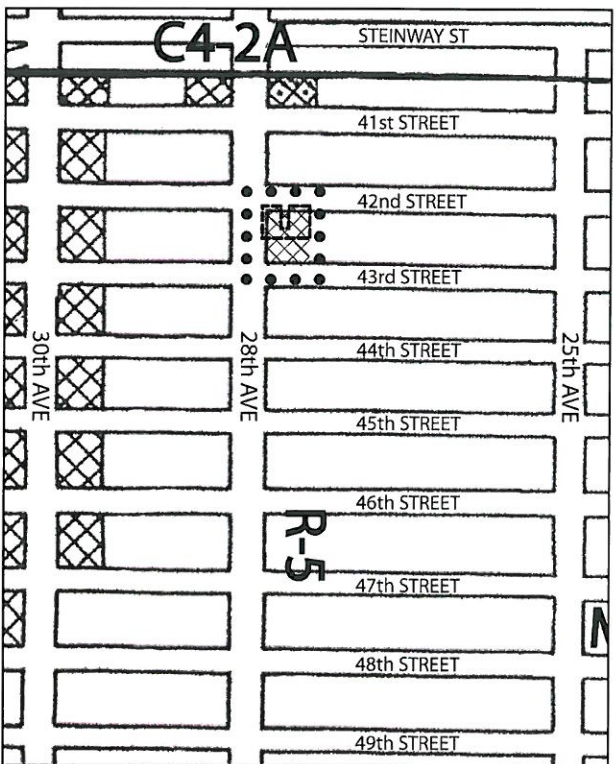 C4-2A
STEINWAY ST
41st STREET
42nd STREET
43rd STREET
30th AVE
28th AVE
25th AVE
44th STREET
45th STREET
46th STREET
R-5
47th STREET
48th STREET
49th STREET